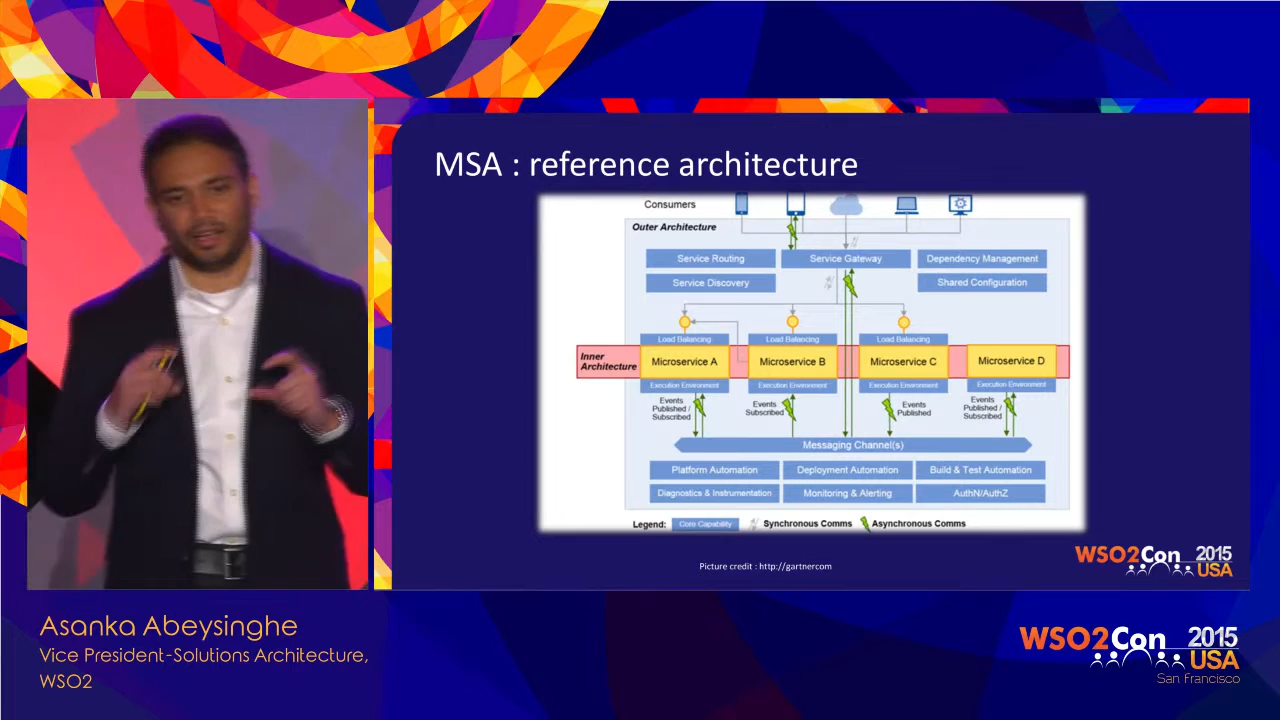 MSA : reference architecture
Consumers
Outer Architecture
Service Routing
Service Gateway
Dependency Management
Service Discovery
Shared Configuration
Load Balancing
Load Balancing
Load Balancing
Inner
Architecture
Microservice A
Microservice B
Microservice C
Microservice D
Execution Environment
Execution Environment
Execution Environment
Execution Environment
Events
Published /
Subscribed
Events
Subscribed
Events
Published
Events
Published /
Subscribed
Messaging Channel(s)
Platform Automation
Deployment Automation
Build & Test Automation
Diagnostics & Instrumentation
Monitoring & Alerting
AuthN/AuthZ
Legend:
Core Capability
Synchronous Comms
Asynchronous Comms
Picture credit : http://gartnercom
WSO2Con 2015
USA
Asanka Abeysinghe
Vice President-Solutions Architecture,
WSO2
WSO2Con 2015
USA
San Francisco